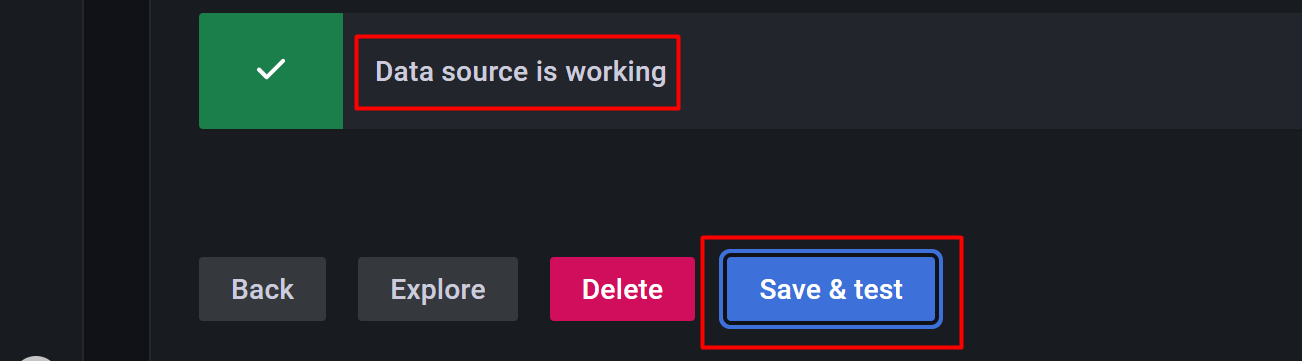 Data source is working
Back
Explore
Delete
Save & test